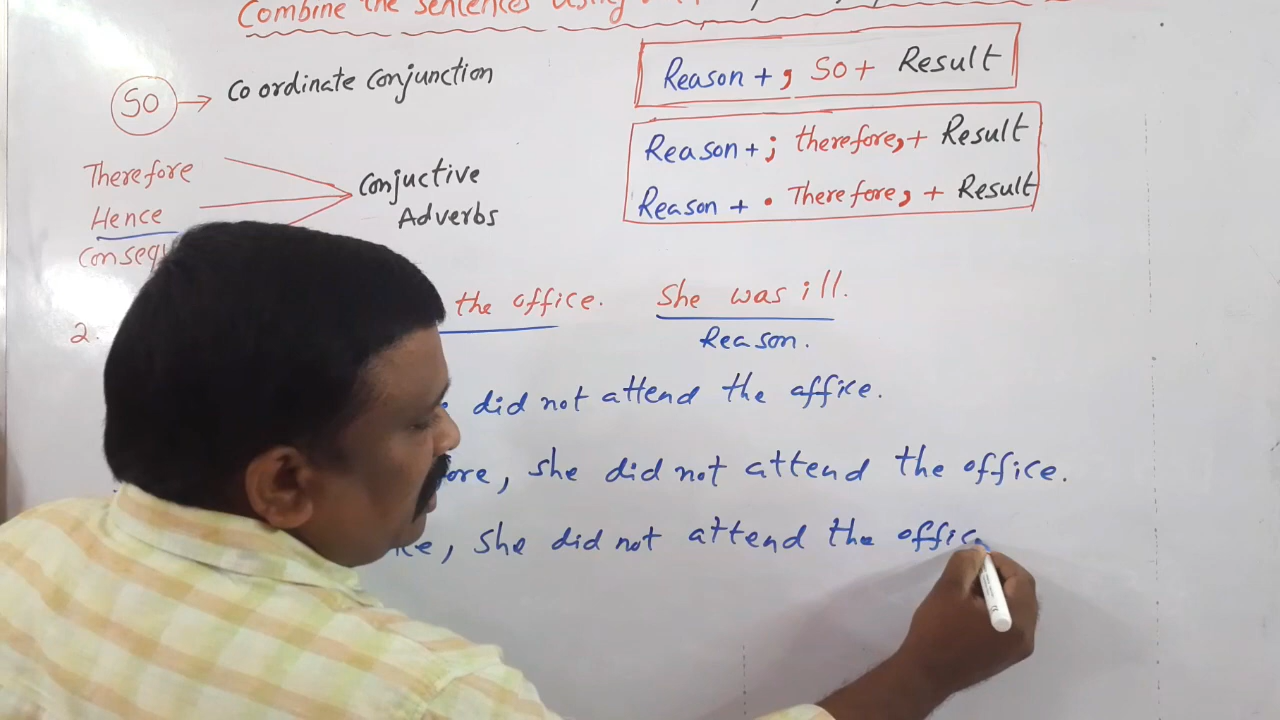 Combine the sentences using
So → Coordinate Conjunction
Reason + , So + Result
Therefore
Hence
Conseq
Conjuctive
Adverbs
Reason + ; therefore, + Result
Reason + . Therefore, + Result
2.
the office. She was ill.
Reason.
did not attend the affice.
ore, she did not attend the office.
ce, she did not attend the offic